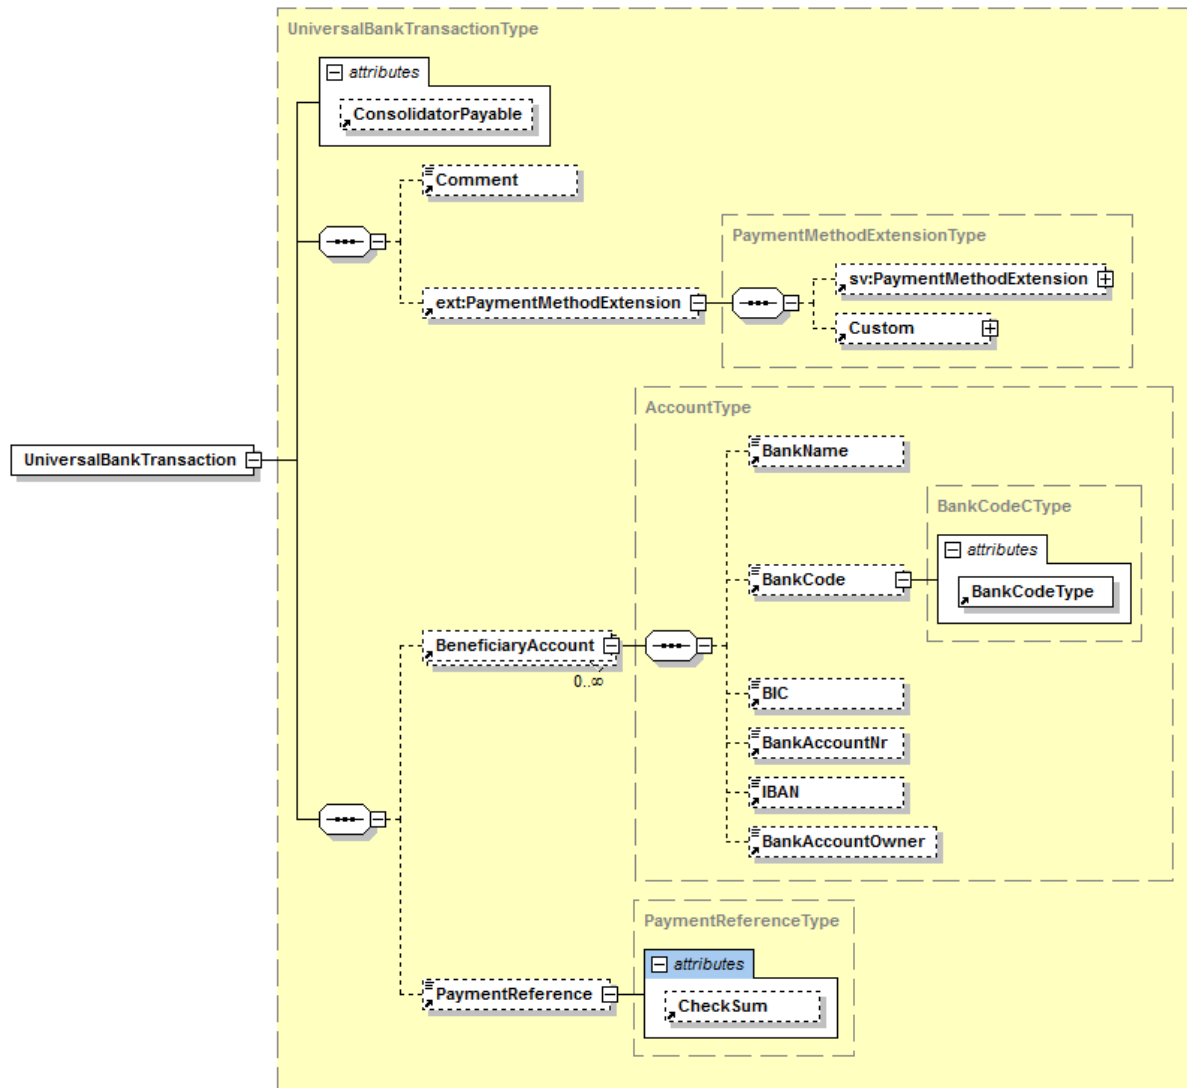 UniversalBankTransactionType
attributes
ConsolidatorPayable
Comment
PaymentMethodExtensionType
sv:PaymentMethodExtension
ext:PaymentMethodExtension
Custom
AccountType
BankName
UniversalBankTransaction
BankCodeCType
attributes
BankCode
BankCodeType
BeneficiaryAccount
0..∞
BIC
BankAccountNr
IBAN
BankAccountOwner
PaymentReferenceType
attributes
PaymentReference
CheckSum